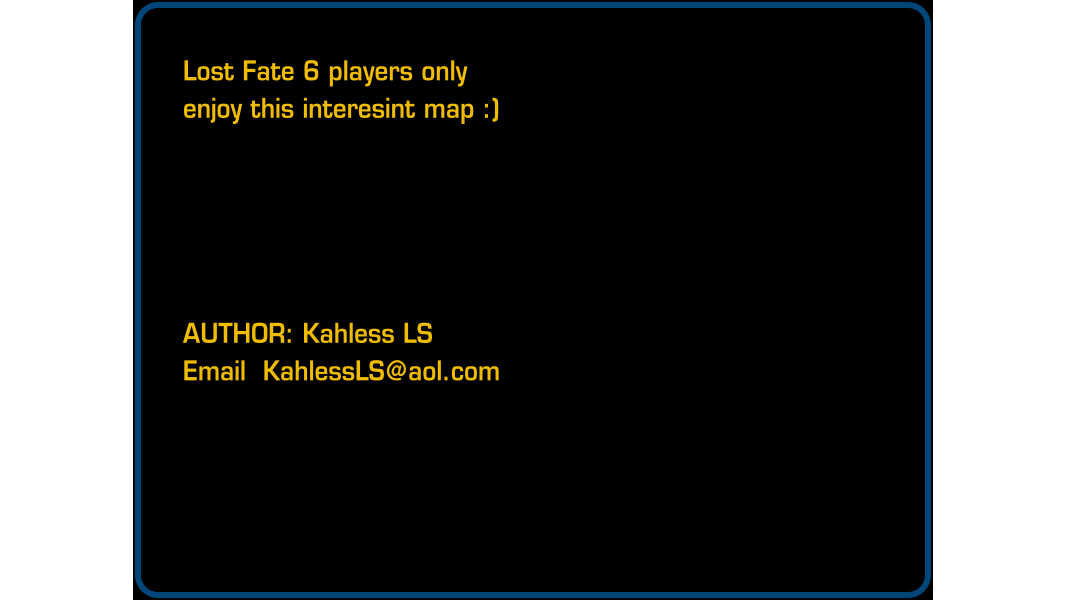 Lost Fate 6 players only
enjoy this interesint map :)
AUTHOR: Kahless LS
Email  KahlessLS@aol.com